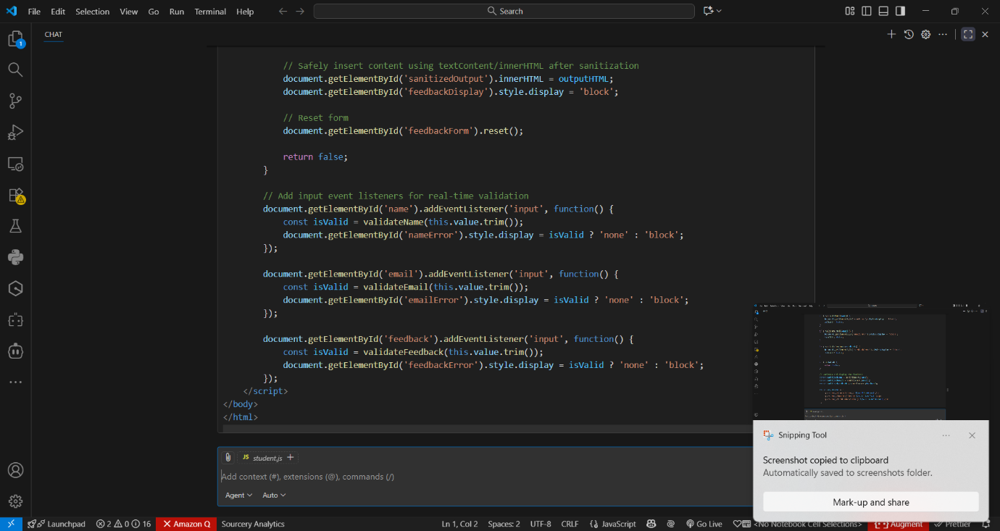 File Edit Selection View Go Run Terminal Help
Search
1
CHAT
// Safely insert content using textContent/innerHTML after sanitization
document.getElementById('sanitizedOutput').innerHTML = outputHTML;
document.getElementById('feedbackDisplay').style.display = 'block';
// Reset form
document.getElementById('feedbackForm').reset();
return false;
}
// Add input event listeners for real-time validation
document.getElementById('name').addEventListener('input', function() {
const isValid = validateName(this.value.trim());
document.getElementById('nameError').style.display = isValid ? 'none' : 'block';
});
document.getElementById('email').addEventListener('input', function() {
const isValid = validateEmail(this.value.trim());
document.getElementById('emailError').style.display = isValid ? 'none' : 'block';
});
document.getElementById('feedback').addEventListener('input', function() {
const isValid = validateFeedback(this.value.trim());
document.getElementById('feedbackError').style.display = isValid ? 'none' : 'block';
});
</script>
</body>
</html>
JS student.js +
Add context (#), extensions (@), commands (/)
Agent Auto
Snipping Tool
Screenshot copied to clipboard
Automatically saved to screenshots folder.
Mark-up and share
Launchpad 2 0 16 Amazon Q Sourcery Analytics Ln 1, Col 2 Spaces: 2 UTF-8 CRLF {} JavaScript Go Live <No Notebook Cell Selections> Augment Prettier